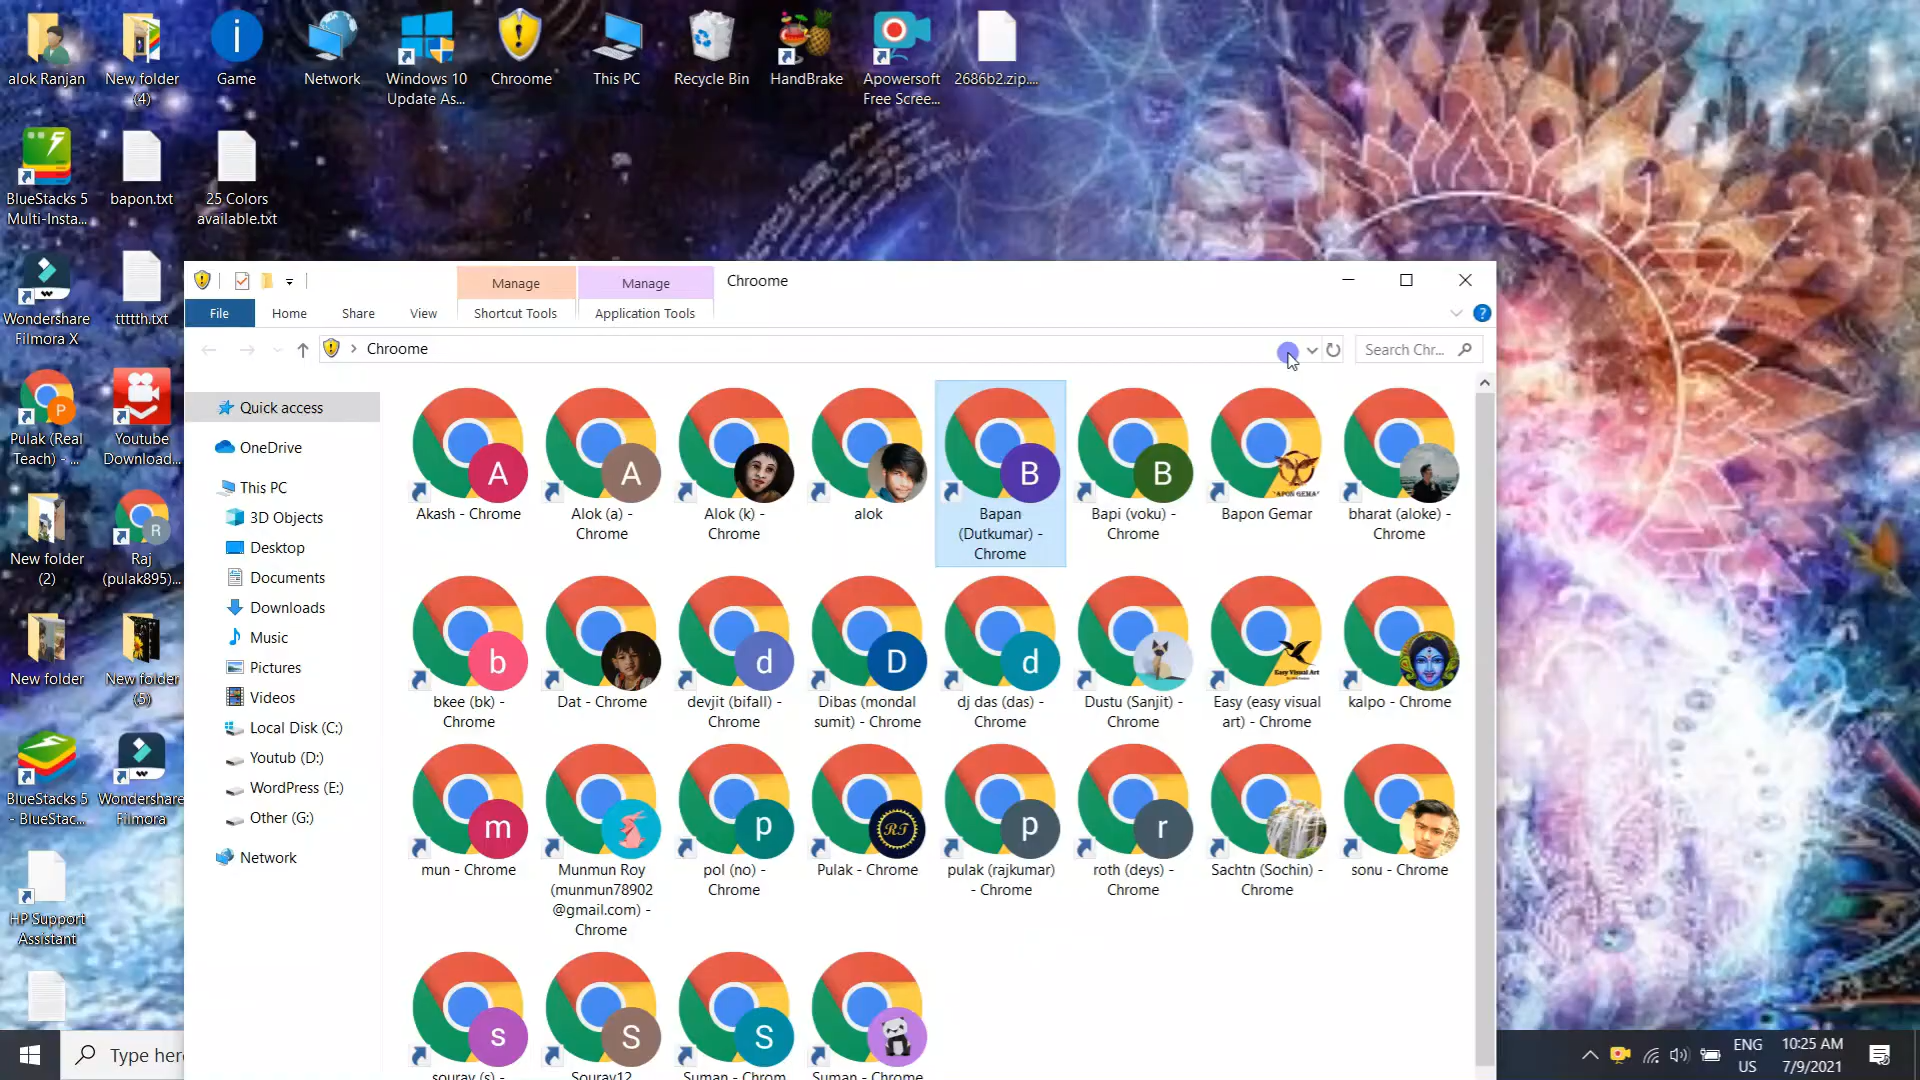 alok Ranjan
New folder
(4)
Game
Network
Windows 10
Update As...
Chroome
This PC
Recycle Bin
HandBrake
Apowersoft
Free Scree...
2686b2.zip....
BlueStacks 5
Multi-Insta...
bapon.txt
25 Colors
available.txt
Wondershare
Filmora X
ttttth.txt
Pulak (Real
Teach) - ...
Youtube
Download...
New folder
(2)
Raj
(pulak895)...
New folder
New folder
(5)
BlueStacks 5
- BlueStac...
Wondershare
Filmora
HP Support
Assistant
Manage
Manage
Chroome
File
Home
Share
View
Shortcut Tools
Application Tools
Chroome
Search Chr...
Quick access
OneDrive
This PC
3D Objects
Desktop
Documents
Downloads
Music
Pictures
Videos
Local Disk (C:)
Youtub (D:)
WordPress (E:)
Other (G:)
Network
A
Akash - Chrome
A
Alok (a) -
Chrome
Alok (k) -
Chrome
alok
B
Bapan
(Dutkumar) -
Chrome
B
Bapi (voku) -
Chrome
Bapon Gemar
bharat (aloke) -
Chrome
b
bkee (bk) -
Chrome
Dat - Chrome
d
devjit (bifall) -
Chrome
D
Dibas (mondal
sumit) - Chrome
d
dj das (das) -
Chrome
Dustu (Sanjit) -
Chrome
Easy Visual Art
Easy (easy visual
art) - Chrome
kalpo - Chrome
m
mun - Chrome
Munmun Roy
(munmun78902
@gmail.com) -
Chrome
p
pol (no) -
Chrome
RT
Pulak - Chrome
p
pulak (rajkumar)
- Chrome
r
roth (deys) -
Chrome
Sachtn (Sochin) -
Chrome
sonu - Chrome
s
sourav (s) -
S
Sourav12
S
Suman - Chrom
Suman - Chrome
P
R
Type here
ENG
US
10:25 AM
7/9/2021